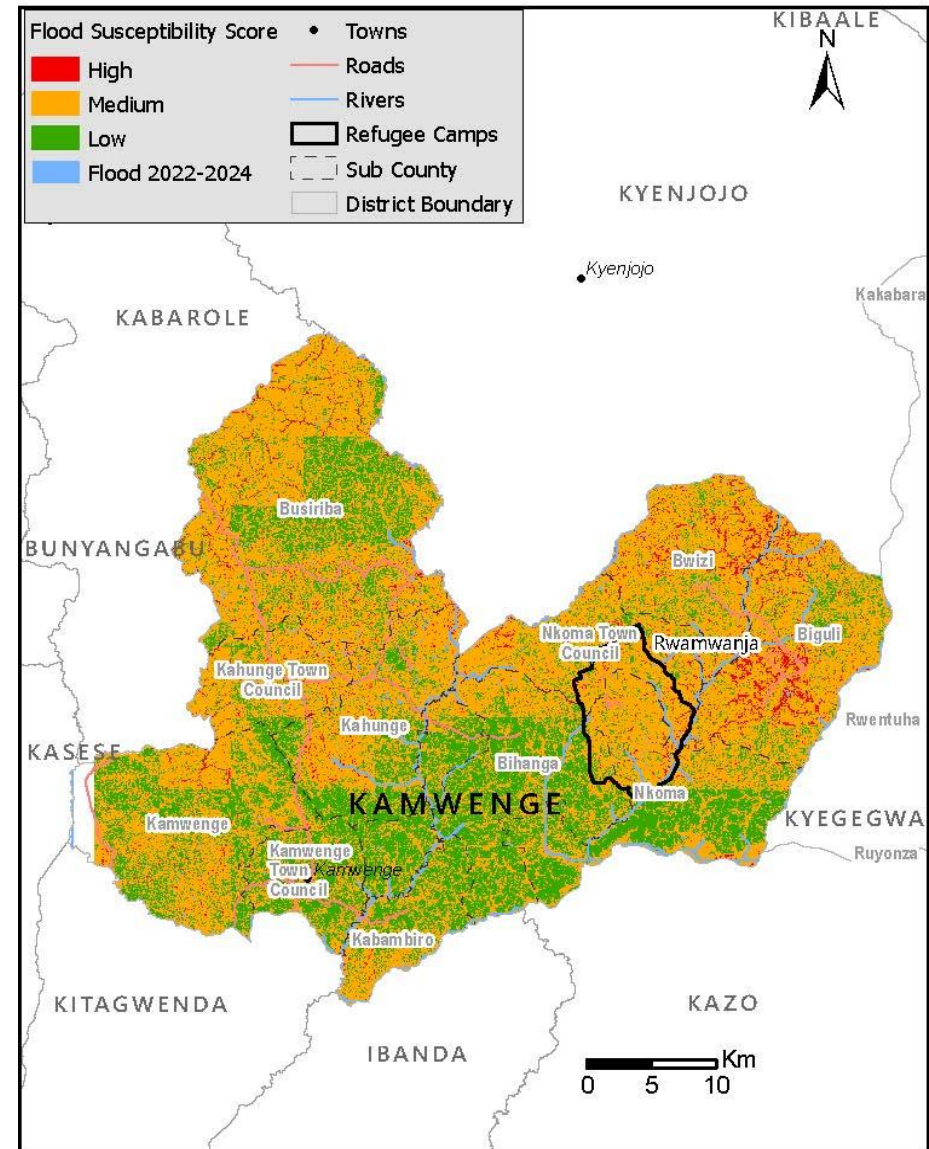 Flood Susceptibility Score
High
Medium
Low
Flood 2022-2024
Towns
Roads
Rivers
Refugee Camps
Sub County
District Boundary
KIBAALE
N
KYENJOJO
Kyenjojo
Kakabara
KABAROLE
Busiriba
BUNYANGABU
Bwizi
Nkoma Town
Council
Rwamwanja
Biguli
Kahunge Town
Council
Kahunge
Rwentuha
KASESE
Bihanga
Nkoma
KAMWENGE
Kamwenge
KYEGEGWA
Ruyonza
Kamwenge
Town
Council
Kamwenge
Kabambiro
KITAGWENDA
KAZO
IBANDA
Km
0 5 10